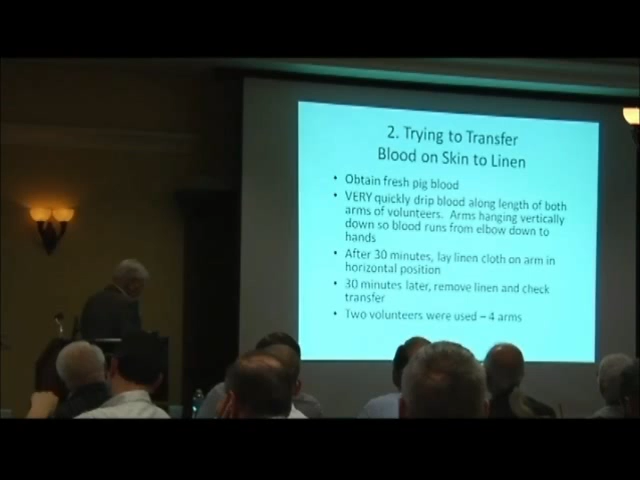 2. Trying to Transfer
Blood on Skin to Linen
• Obtain fresh pig blood
• VERY quickly drip blood along length of both
arms of volunteers. Arms hanging vertically
down so blood runs from elbow down to
hands
• After 30 minutes, lay linen cloth on arm in
horizontal position
• 30 minutes later, remove linen and check
transfer
• Two volunteers were used – 4 arms